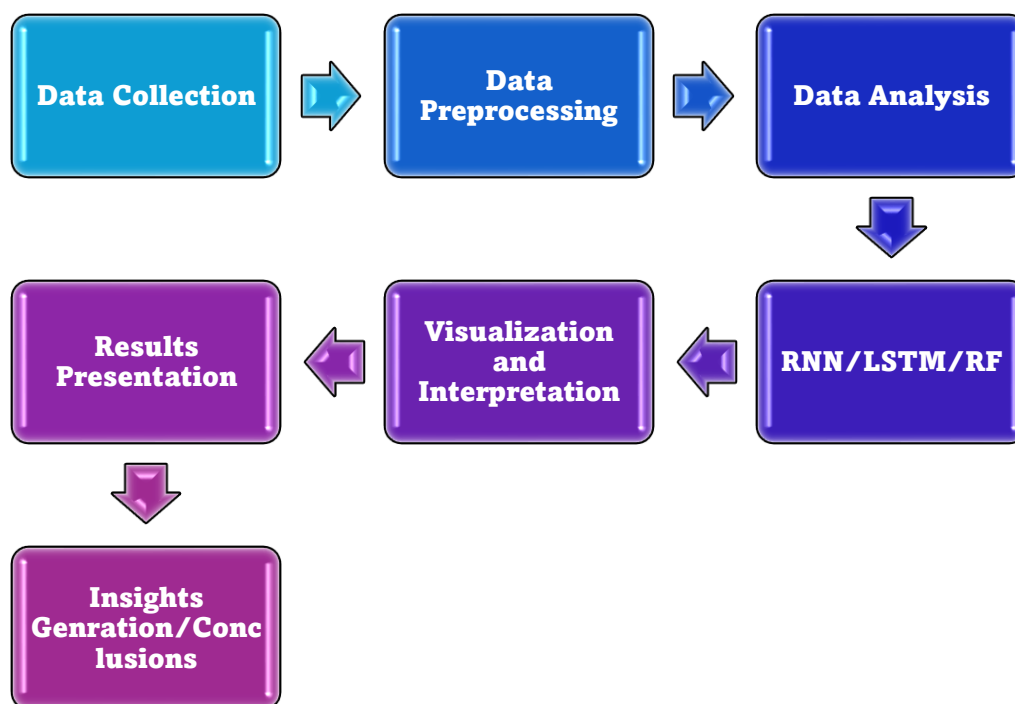 Data Collection
Data
Preprocessing
Data Analysis
RNN/LSTM/RF
Visualization
and
Interpretation
Results
Presentation
Insights
Genration/Conc
lusions